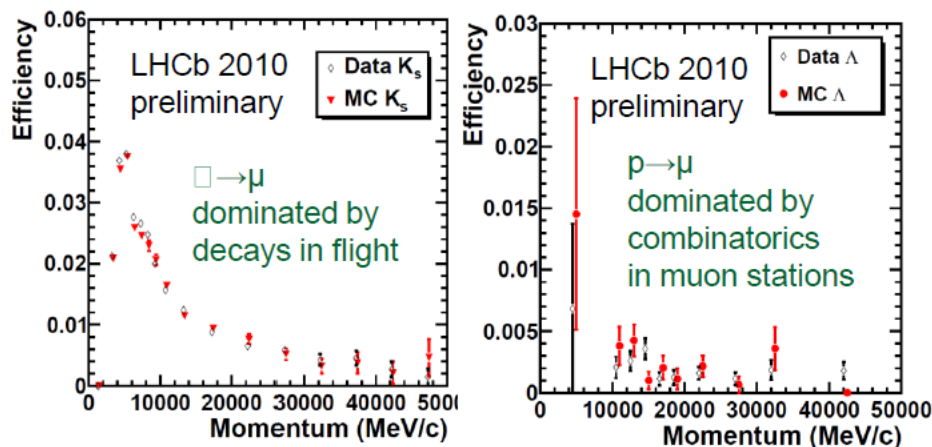 0.06
0.05
0.04
0.03
0.02
0.01
0
Efficiency
LHCb 2010
preliminary
Data Ks
MC Ks
□→μ
dominated by
decays in flight
0 10000 20000 30000 40000 5000
Momentum (MeV/c)
0.03
0.025
0.02
0.015
0.01
0.005
0.000
Efficiency
LHCb 2010
preliminary
Data Λ
MC Λ
p→μ
dominated by
combinatorics
in muon stations
0 10000 20000 30000 40000 50000
Momentum (MeV/c)